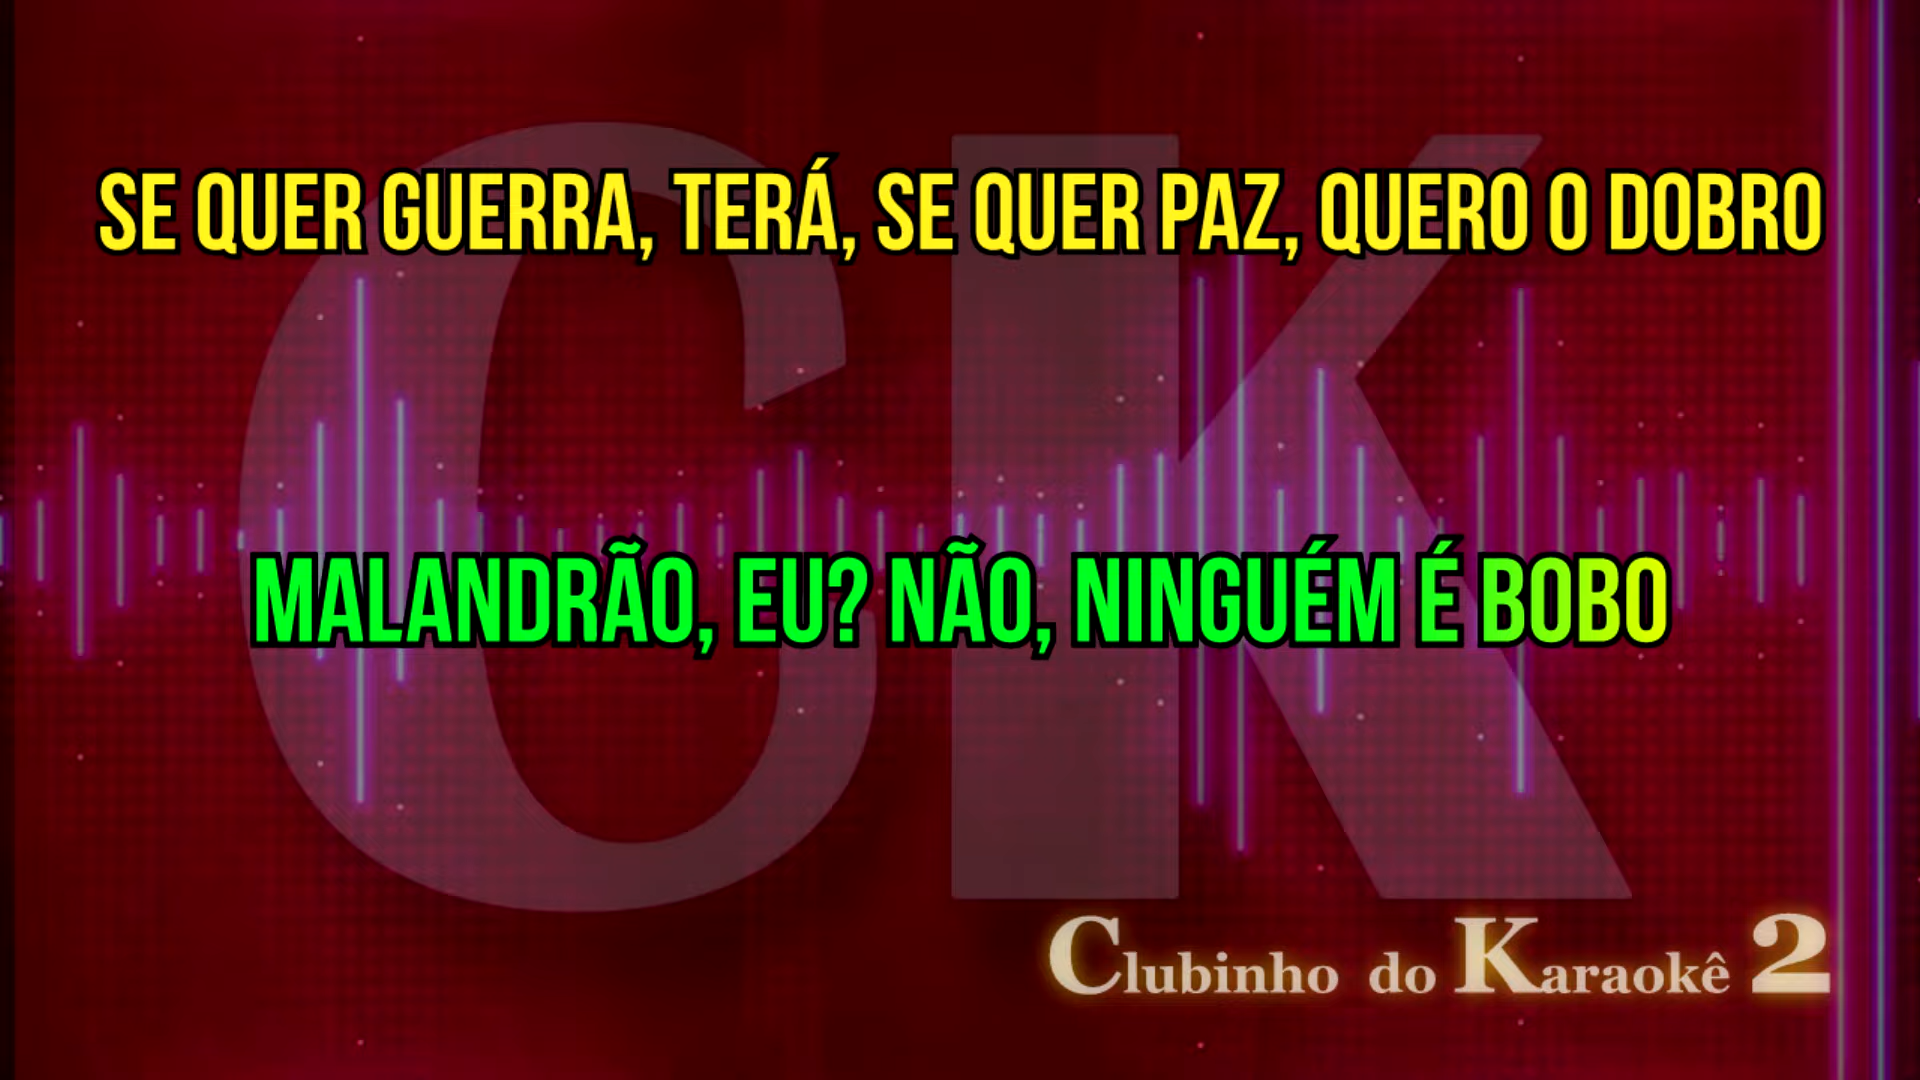 SE QUER GUERRA, TERÁ, SE QUER PAZ, QUERO O DOBRO
MALANDRÃO, EU? NÃO, NINGUÉM É BOBO
CK
Clubinho do Karaokê 2